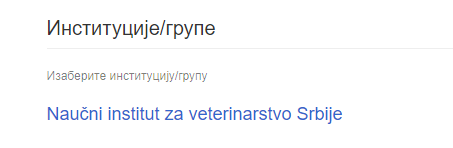 Институције/групе
Изаберите институцију/групу
Naučni institut za veterinarstvo Srbije